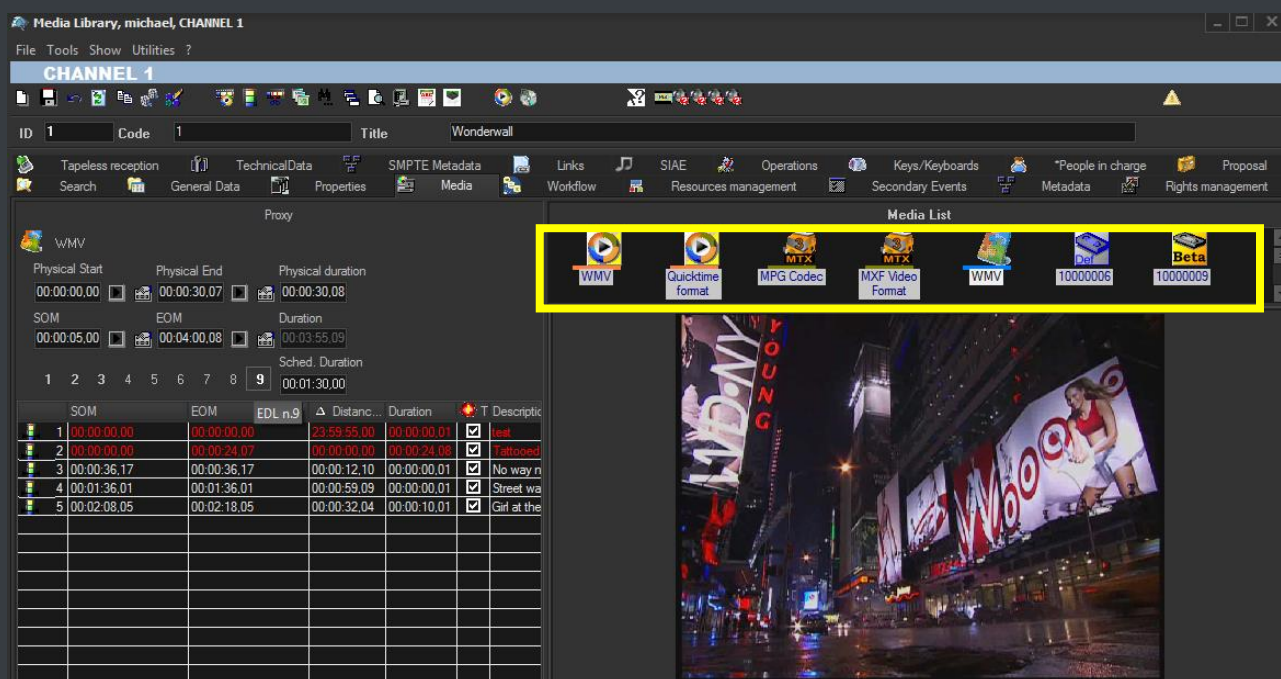 Media Library, michael, CHANNEL 1
File Tools Show Utilities ?
CHANNEL 1
ID 1 Code 1 Title Wonderwall
Tapeless reception TechnicalData SMPTE Metadata Links SIAE Operations Keys/Keyboards *People in charge Proposal
Search General Data Properties Media Workflow Resources management Secondary Events Metadata Rights management
Proxy
WMV
Physical Start Physical End Physical duration
00:00:00,00 00:00:30,07 00:00:30,08
SOM EOM Duration
00:00:05,00 00:04:00,08 00:03:55,09
Sched. Duration
1 2 3 4 5 6 7 8 9 00:01:30,00
SOM EOM EDL n.9 Distanc... Duration T Descriptic
1 00:00:00,00 00:00:00,00 23:59:55,00 00:00:00,01 test
2 00:00:00,00 00:00:24,07 00:00:00,00 00:00:24,08 Tattooed
3 00:00:36,17 00:00:36,17 00:00:12,10 00:00:00,01 No way n
4 00:01:36,01 00:01:36,01 00:00:59,09 00:00:00,01 Street wa
5 00:02:08,05 00:02:18,05 00:00:32,04 00:00:10,01 Girl at the
Media List
MTX MTX Def Beta
WMV Quicktime format MPG Codec MXF Video Format WMV 10000006 10000009
YOUNG